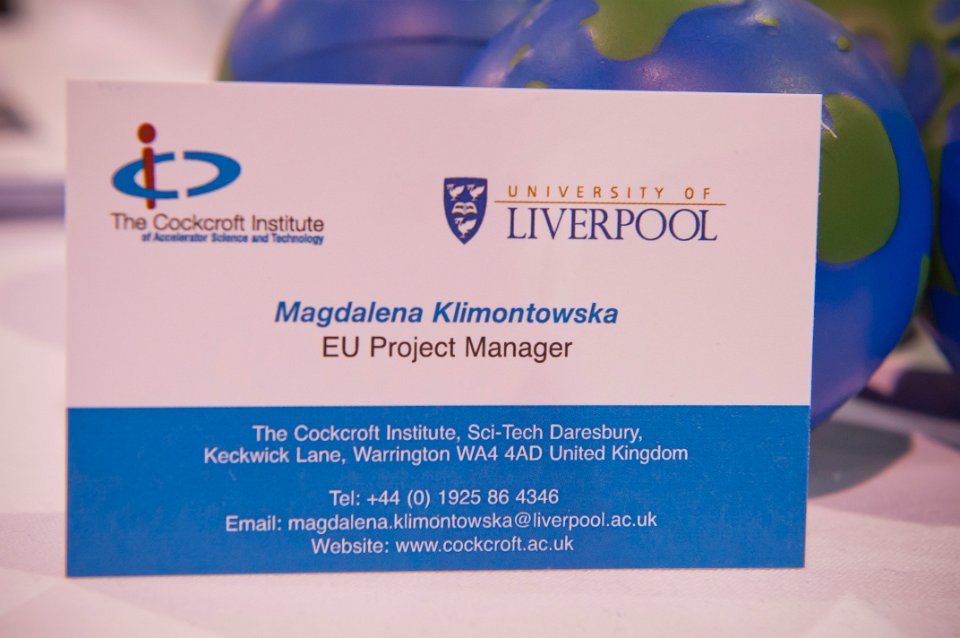 The Cockcroft Institute
of Accelerator Science and Technology
UNIVERSITY OF
LIVERPOOL
Magdalena Klimontowska
EU Project Manager
The Cockcroft Institute, Sci-Tech Daresbury,
Keckwick Lane, Warrington WA4 4AD United Kingdom
Tel: +44 (0) 1925 86 4346
Email: magdalena.klimontowska@liverpool.ac.uk
Website: www.cockcroft.ac.uk